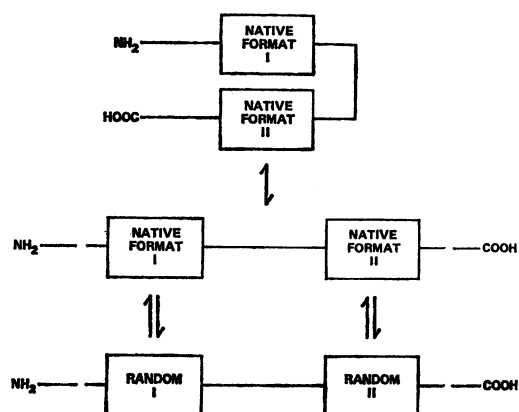 NH₂
NATIVE
FORMAT
I
HOOC
NATIVE
FORMAT
II
NH₂
NATIVE
FORMAT
I
NATIVE
FORMAT
II
COOH
NH₂
RANDOM
I
RANDOM
II
COOH